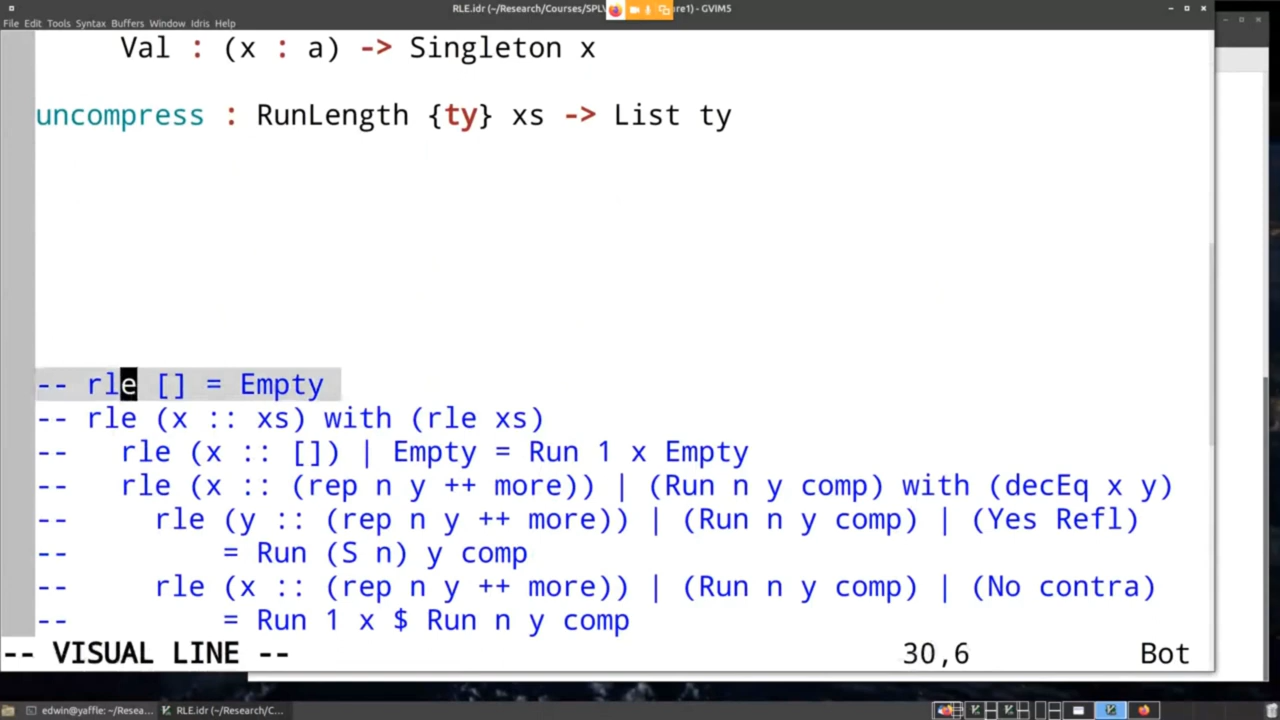 RLE.idr (~/Research/Courses/SPL ure1) - GVIM5
File Edit Tools Syntax Buffers Window Idris Help
Val : (x : a) -> Singleton x
uncompress : RunLength {ty} xs -> List ty
-- rle [] = Empty
-- rle (x :: xs) with (rle xs)
--   rle (x :: []) | Empty = Run 1 x Empty
--   rle (x :: (rep n y ++ more)) | (Run n y comp) with (decEq x y)
--     rle (y :: (rep n y ++ more)) | (Run n y comp) | (Yes Refl)
--         = Run (S n) y comp
--     rle (x :: (rep n y ++ more)) | (Run n y comp) | (No contra)
--         = Run 1 x $ Run n y comp
-- VISUAL LINE -- 30,6 Bot
edwin@yaffle: ~/Resea... RLE.idr (~/Research/C...